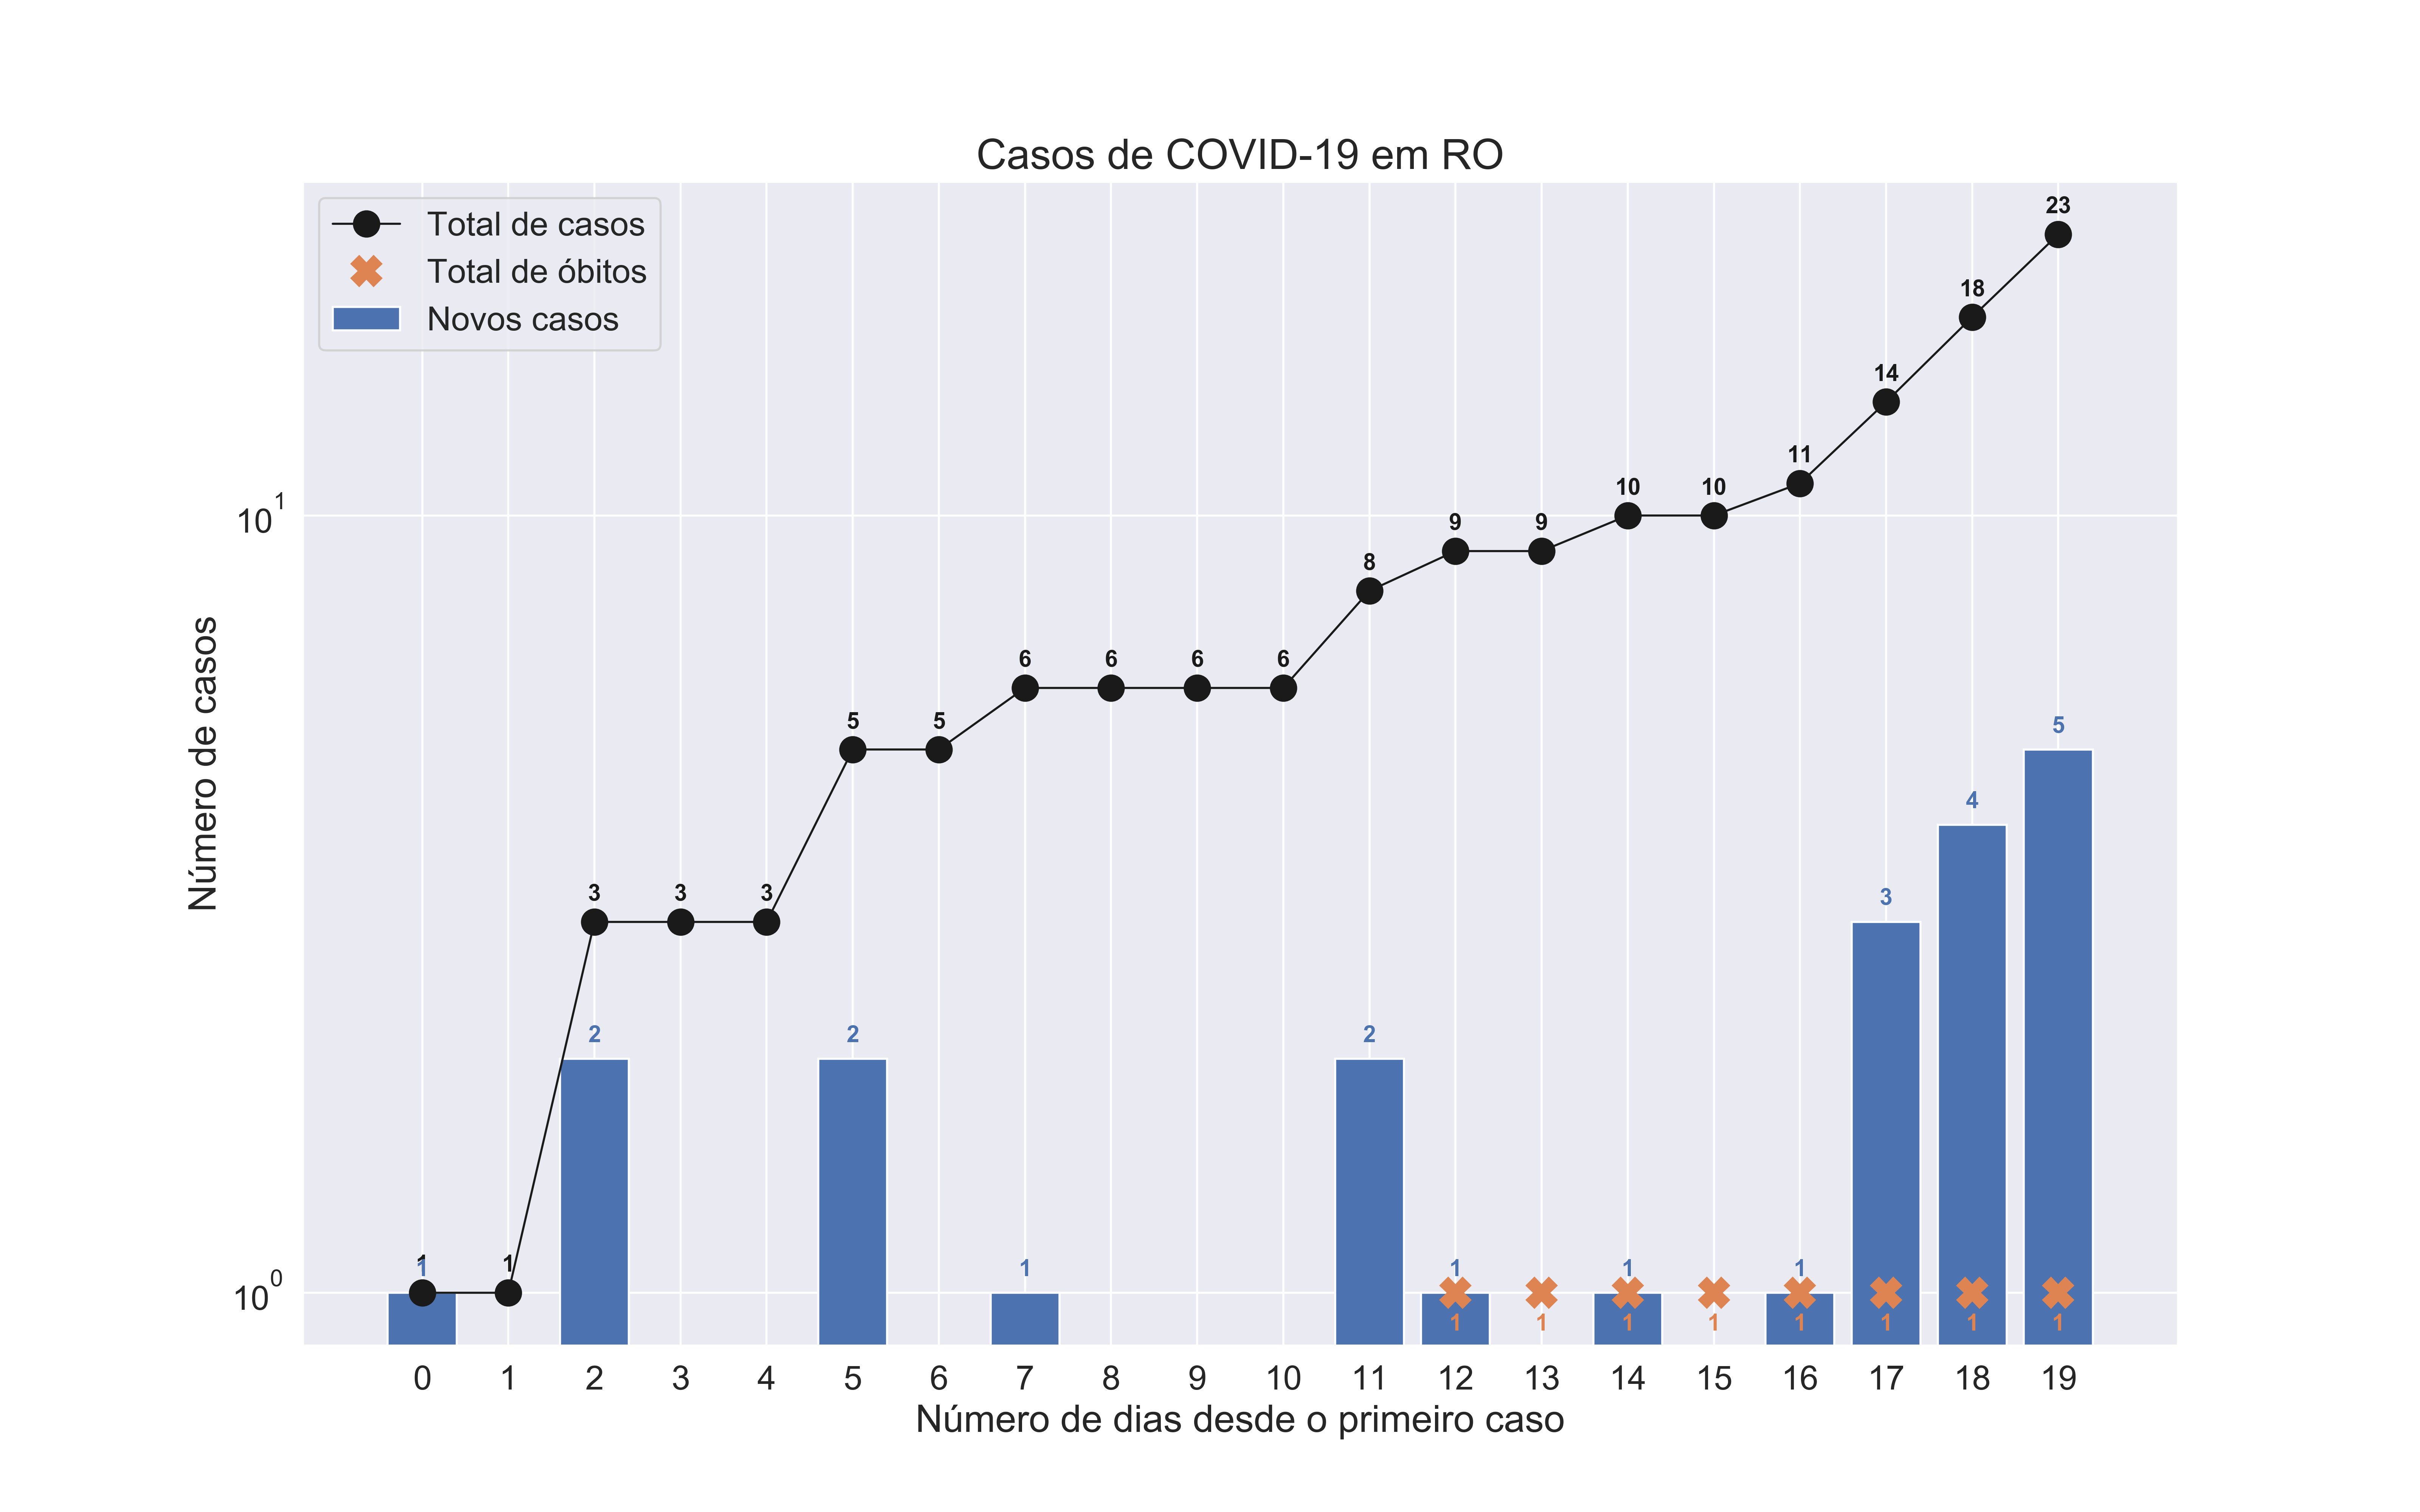 Casos de COVID-19 em RO
Total de casos
Total de óbitos
Novos casos
Número de casos
10^1
10^0
1 1 3 3 3 5 5 6 6 6 6 8 9 9 10 10 11 14 18 23
1 2 2 1 2 1 1 1 3 4 5
1 1 1 1 1 1 1 1
0 1 2 3 4 5 6 7 8 9 10 11 12 13 14 15 16 17 18 19
Número de dias desde o primeiro caso